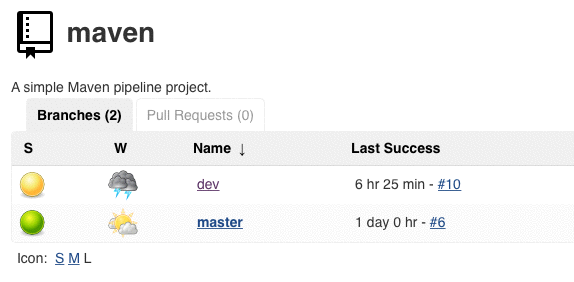 maven
A simple Maven pipeline project.
Branches (2) Pull Requests (0)
S W Name ↓ Last Success
dev 6 hr 25 min - #10
master 1 day 0 hr - #6
Icon: S M L